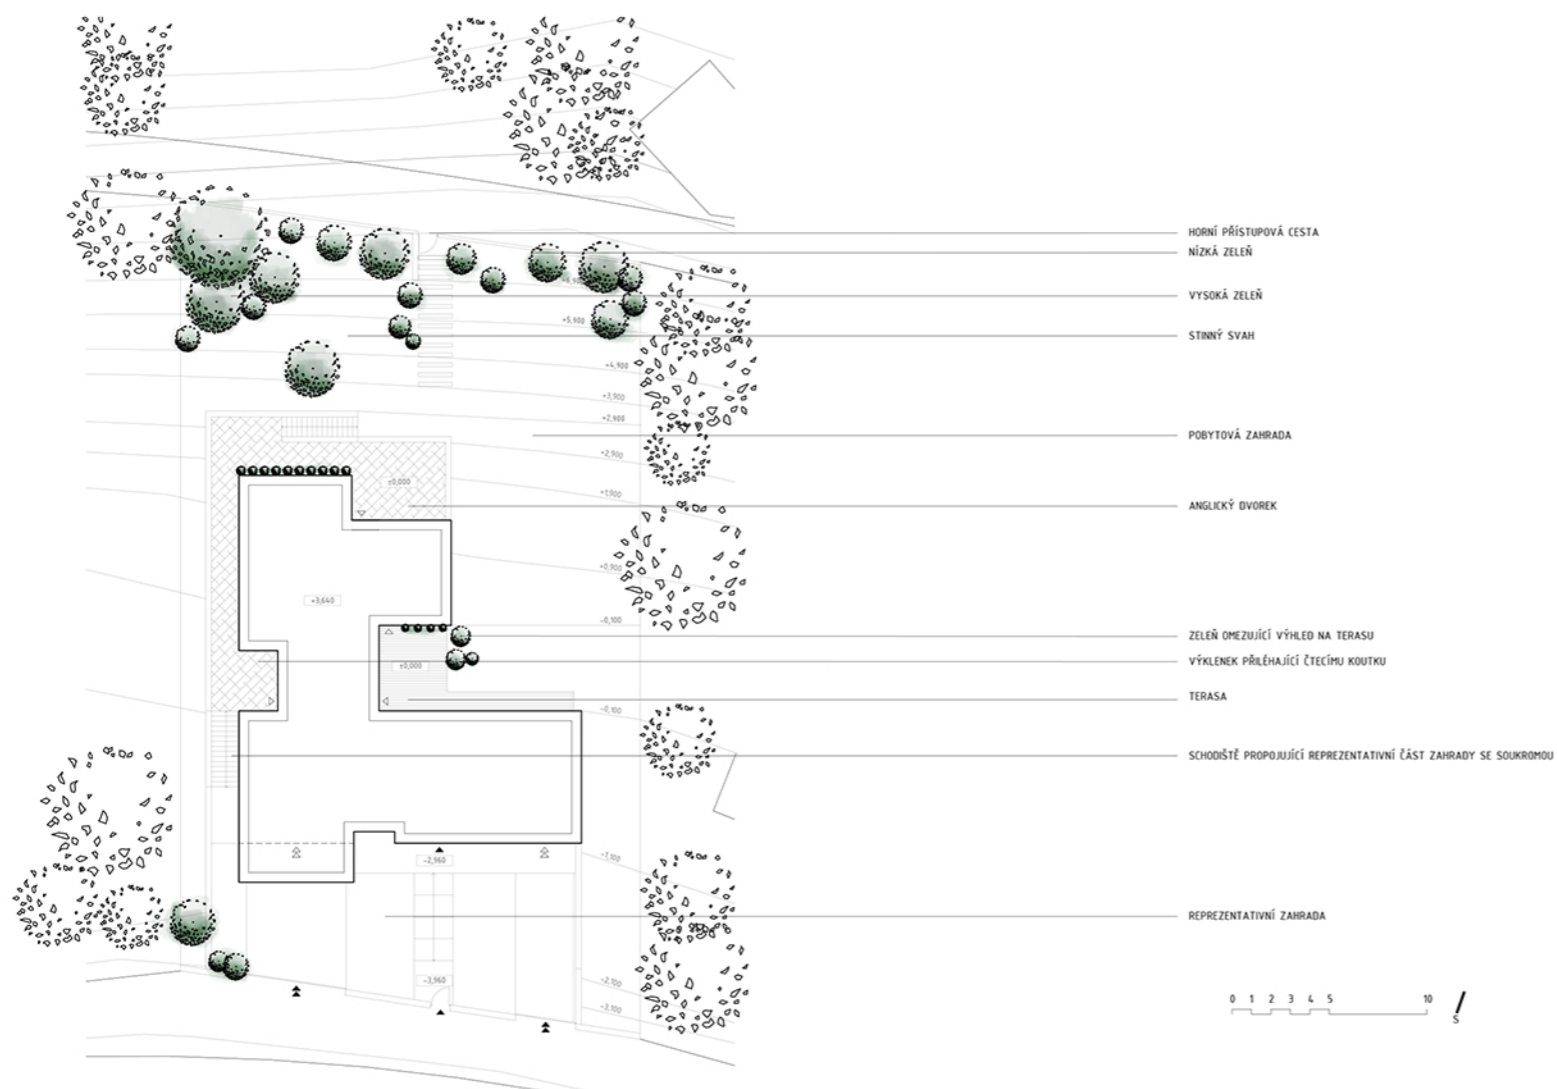 HORNÍ PŘÍSTUPOVÁ CESTA
NÍZKÁ ZELEŇ
+6,900
VYSOKÁ ZELEŇ
+5,900
STINNÝ SVAH
+4,900
+3,900
+2,900
POBYTOVÁ ZAHRADA
+2,900
±0,000
+1,900
ANGLICKÝ DVOREK
+0,900
+3,640
-0,100
ZELEŇ OMEZUJÍCÍ VÝHLED NA TERASU
±0,000
VÝKLENEK PŘILÉHAJÍCÍ ČTECÍMU KOUTKU
TERASA
-0,100
SCHODIŠTĚ PROPOJUJÍCÍ REPREZENTATIVNÍ ČÁST ZAHRADY SE SOUKROMOU
-2,960
-1,100
REPREZENTATIVNÍ ZAHRADA
-3,960
-2,100
-3,100
0 1 2 3 4 5 10
S